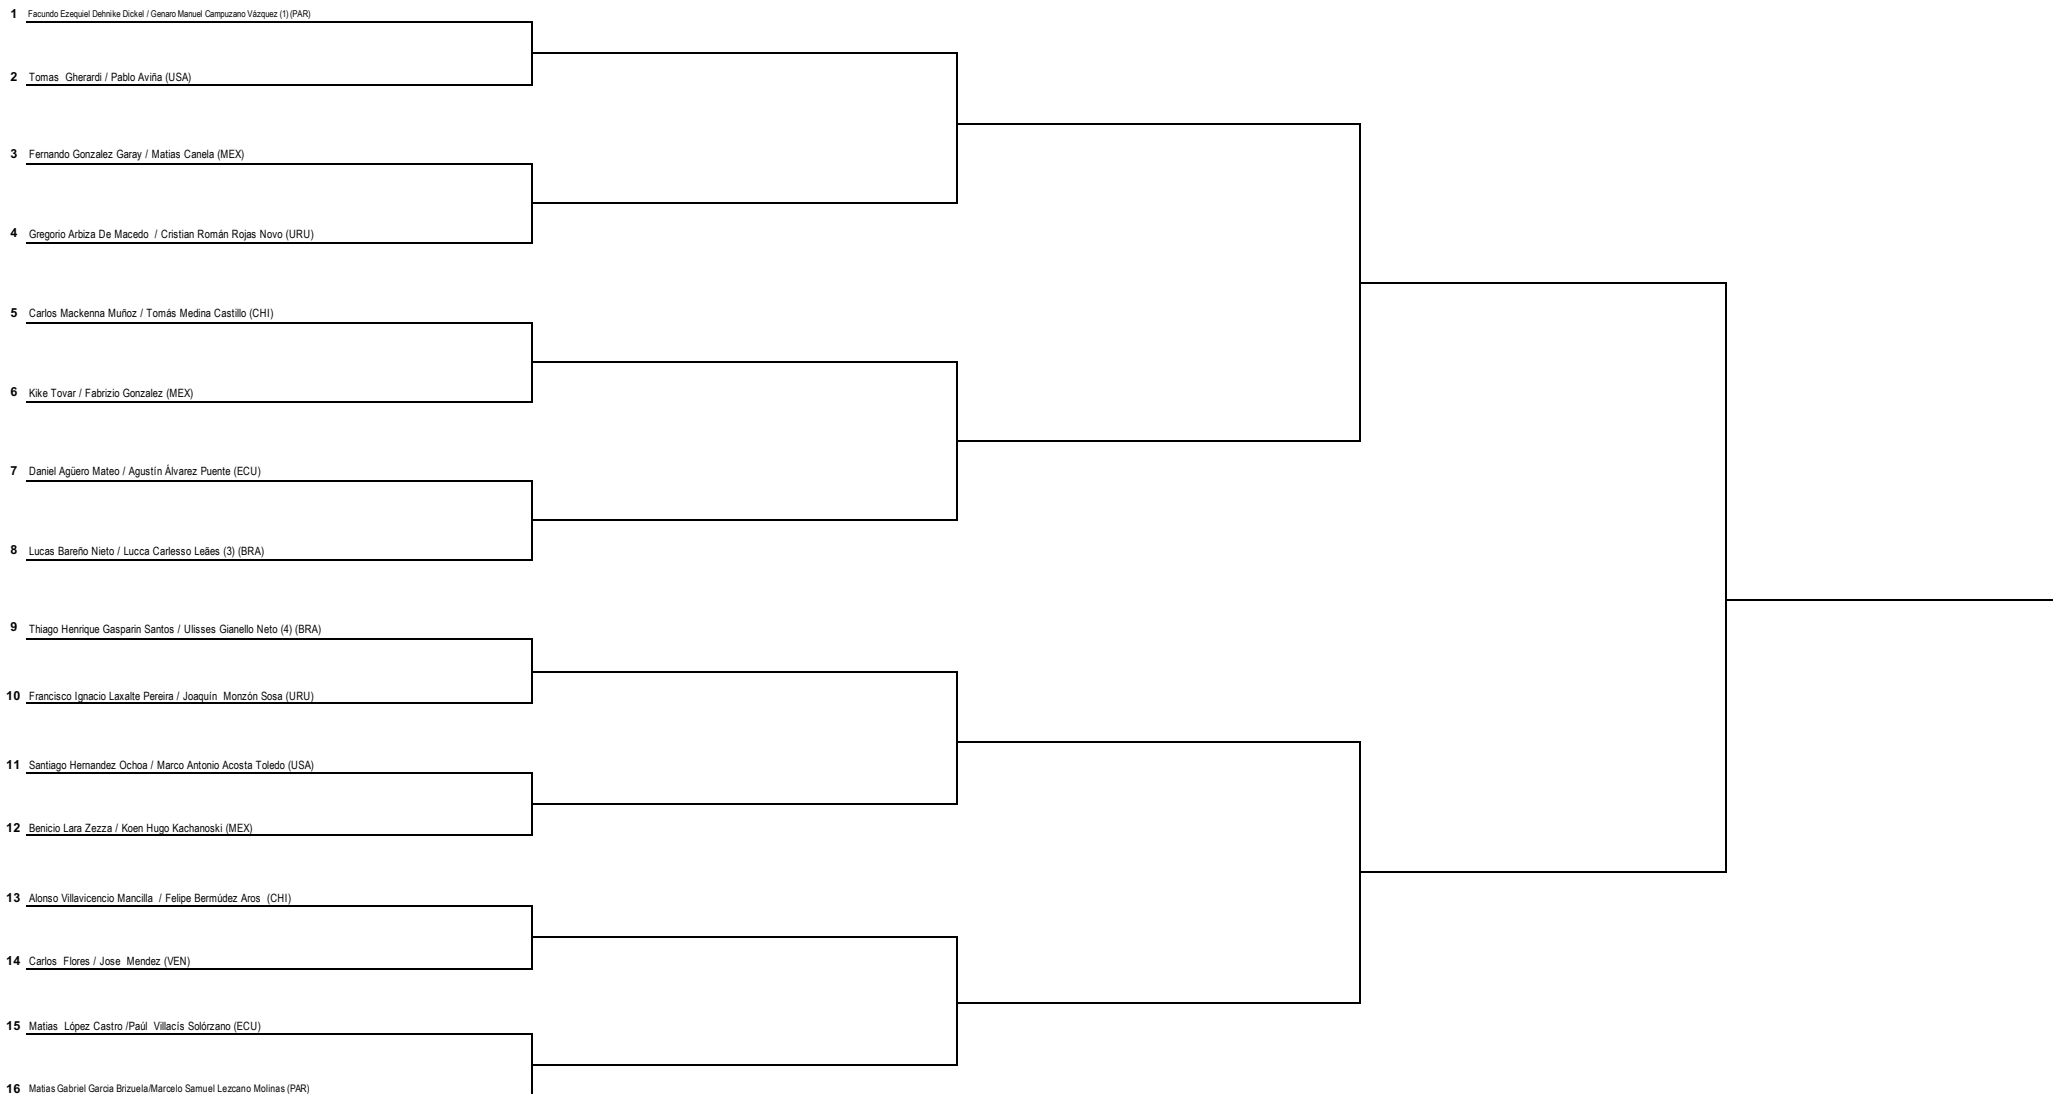 1 Facundo Ezequiel Dehnike Dickel / Genaro Manuel Campuzano Vázquez (1) (PAR)
2 Tomas Gherardi / Pablo Aviña (USA)
3 Fernando Gonzalez Garay / Matias Canela (MEX)
4 Gregorio Arbiza De Macedo / Cristian Román Rojas Novo (URU)
5 Carlos Mackenna Muñoz / Tomás Medina Castillo (CHI)
6 Kike Tovar / Fabrizio Gonzalez (MEX)
7 Daniel Agüero Mateo / Agustín Álvarez Puente (ECU)
8 Lucas Bareño Nieto / Lucca Carlesso Leães (3) (BRA)
9 Thiago Henrique Gasparin Santos / Ulisses Gianello Neto (4) (BRA)
10 Francisco Ignacio Laxalte Pereira / Joaquín Monzón Sosa (URU)
11 Santiago Hernandez Ochoa / Marco Antonio Acosta Toledo (USA)
12 Benicio Lara Zezza / Koen Hugo Kachanoski (MEX)
13 Alonso Villavicencio Mancilla / Felipe Bermúdez Aros (CHI)
14 Carlos Flores / Jose Mendez (VEN)
15 Matias López Castro /Paúl Villacís Solórzano (ECU)
16 Matias Gabriel Garcia Brizuela/Marcelo Samuel Lezcano Molinas (PAR)